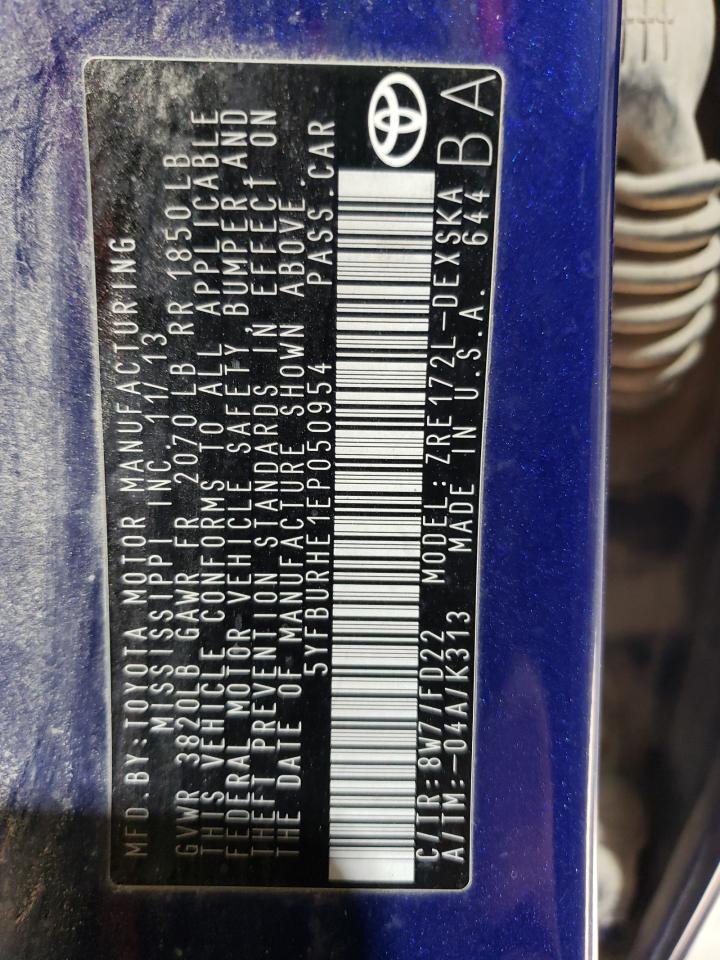 MFD.BY:TOYOTA MOTOR MANUFACTURING
MISSISSIPPI INC. 11/13
GVWR 3820LB GAWR FR 2070 LB RR 1850LB
THIS VEHICLE CONFORMS TO ALL APPLICABLE
FEDERAL MOTOR VEHICLE SAFETY, BUMPER AND
THEFT PREVENTION STANDARDS IN EFFECT ON
THE DATE OF MANUFACTURE SHOWN ABOVE.
5YFBURHE1EP050954 PASS.CAR
C/TR:8W7/FD22 MODEL:ZRE172L-DEXSKA
A/TM:-04A/K313 MADE IN U.S.A. 644
BA